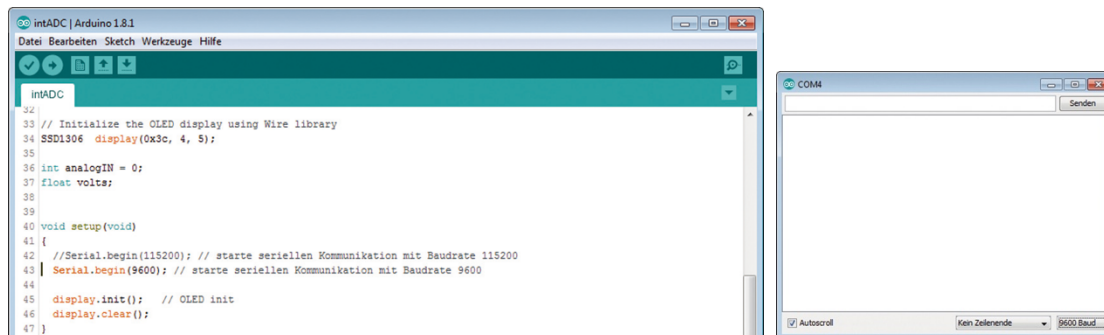 intADC | Arduino 1.8.1
Datei Bearbeiten Sketch Werkzeuge Hilfe
intADC
32
33 // Initialize the OLED display using Wire library
34 SSD1306  display(0x3c, 4, 5);
35
36 int analogIN = 0;
37 float volts;
38
39
40 void setup(void)
41 {
42   //Serial.begin(115200); // starte seriellen Kommunikation mit Baudrate 115200
43   Serial.begin(9600); // starte seriellen Kommunikation mit Baudrate 9600
44
45   display.init();   // OLED init
46   display.clear();
47 }
COM4
Senden
Autoscroll
Kein Zeilenende
9600 Baud